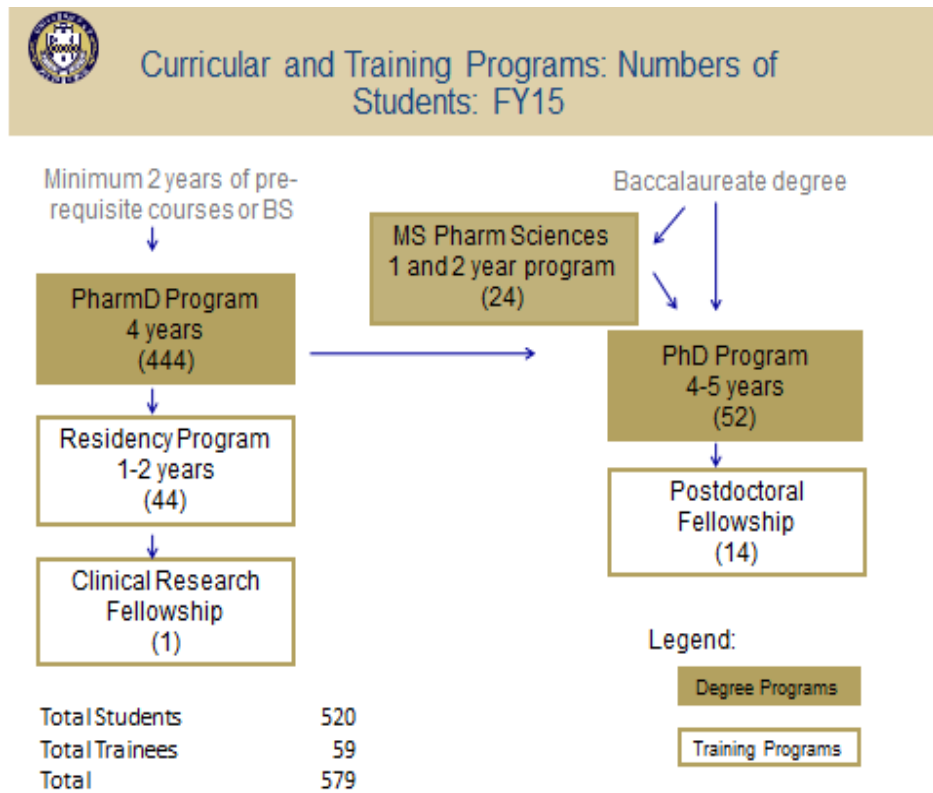 Curricular and Training Programs: Numbers of
Students: FY15
Minimum 2 years of pre-
requisite courses or BS
Baccalaureate degree
MS Pharm Sciences
1 and 2 year program
(24)
PharmD Program
4 years
(444)
PhD Program
4-5 years
(52)
Residency Program
1-2 years
(44)
Postdoctoral
Fellowship
(14)
Clinical Research
Fellowship
(1)
Legend:
Degree Programs
Training Programs
Total Students 520
Total Trainees 59
Total 579